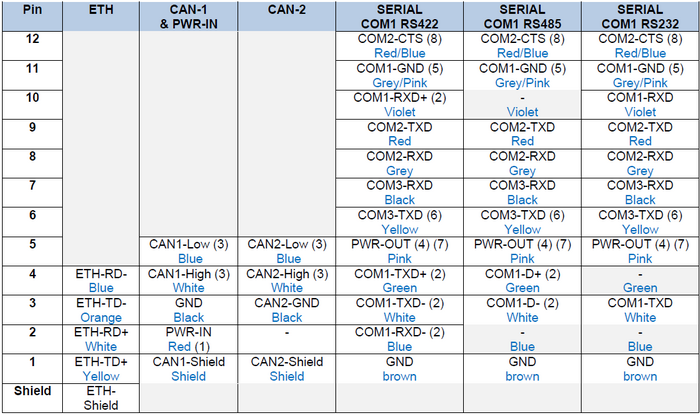 Pin ETH CAN-1 CAN-2 SERIAL SERIAL SERIAL
& PWR-IN COM1 RS422 COM1 RS485 COM1 RS232
12 COM2-CTS (8) COM2-CTS (8) COM2-CTS (8)
Red/Blue Red/Blue Red/Blue
11 COM1-GND (5) COM1-GND (5) COM1-GND (5)
Grey/Pink Grey/Pink Grey/Pink
10 COM1-RXD+ (2) - COM1-RXD
Violet Violet Violet
9 COM2-TXD COM2-TXD COM2-TXD
Red Red Red
8 COM2-RXD COM2-RXD COM2-RXD
Grey Grey Grey
7 COM3-RXD COM3-RXD COM3-RXD
Black Black Black
6 COM3-TXD (6) COM3-TXD (6) COM3-TXD (6)
Yellow Yellow Yellow
5 CAN1-Low (3) CAN2-Low (3) PWR-OUT (4) (7) PWR-OUT (4) (7) PWR-OUT (4) (7)
Blue Blue Pink Pink Pink
4 ETH-RD- CAN1-High (3) CAN2-High (3) COM1-TXD+ (2) COM1-D+ (2) -
Blue White White Green Green Green
3 ETH-TD- GND CAN2-GND COM1-TXD- (2) COM1-D- (2) COM1-TXD
Orange Black Black White White White
2 ETH-RD+ PWR-IN - COM1-RXD- (2) - -
White Red (1) Blue Blue Blue
1 ETH-TD+ CAN1-Shield CAN2-Shield GND GND GND
Yellow Shield Shield brown brown brown
Shield ETH-
Shield